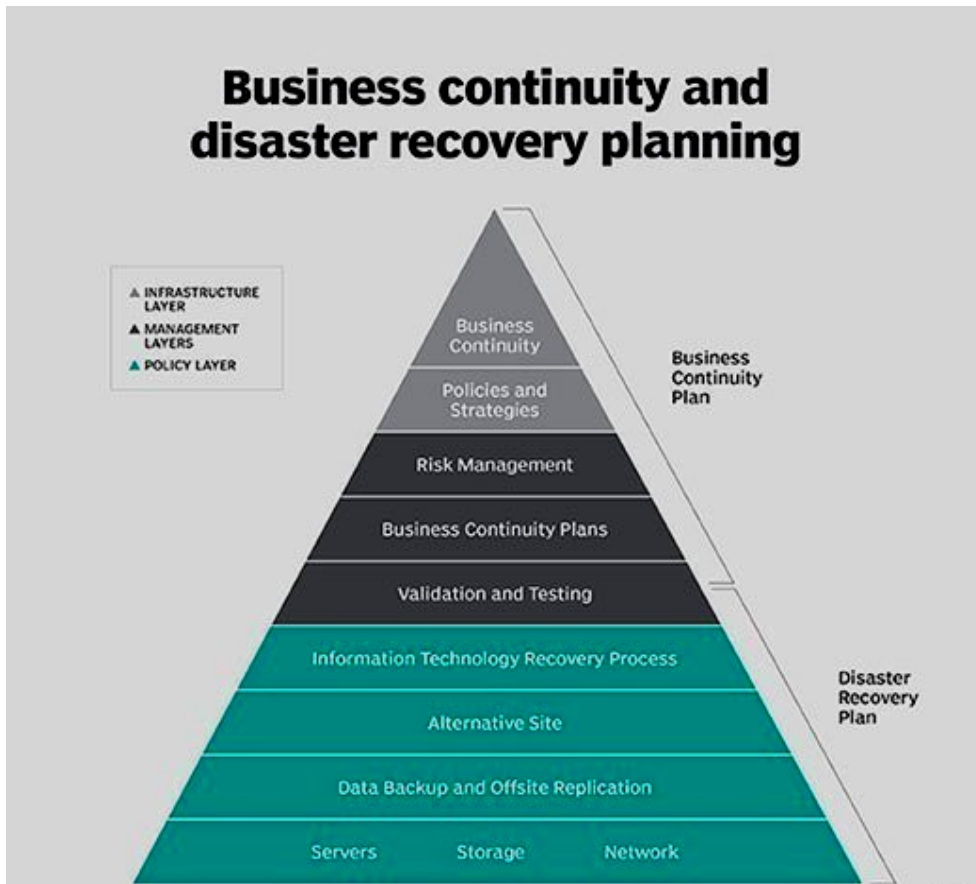 Business continuity and
disaster recovery planning
INFRASTRUCTURE
LAYER
MANAGEMENT
LAYERS
POLICY LAYER
Business
Continuity
Policies and
Strategies
Risk Management
Business Continuity Plans
Validation and Testing
Information Technology Recovery Process
Alternative Site
Data Backup and Offsite Replication
Servers Storage Network
Business
Continuity
Plan
Disaster
Recovery
Plan